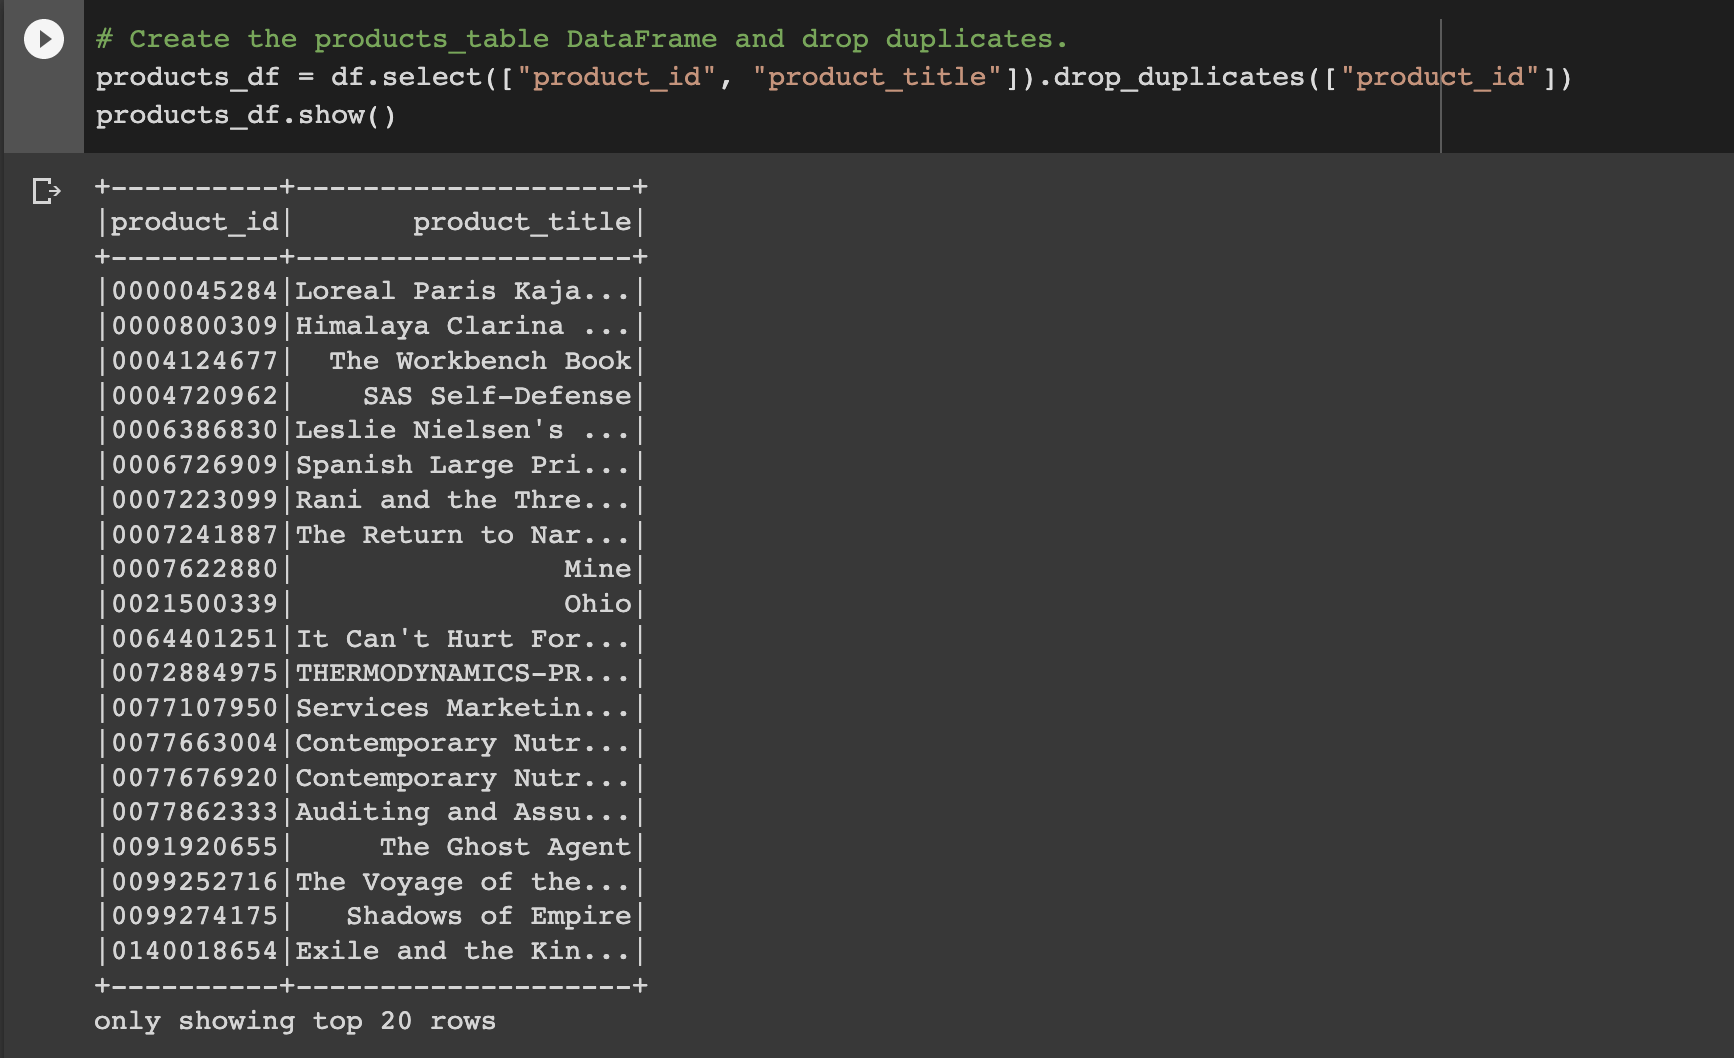 # Create the products_table DataFrame and drop duplicates.
products_df = df.select(["product_id", "product_title"]).drop_duplicates(["product_id"])
products_df.show()
+----------+--------------------+
|product_id|       product_title|
+----------+--------------------+
|0000045284|Loreal Paris Kaja...|
|0000800309|Himalaya Clarina ...|
|0004124677|  The Workbench Book|
|0004720962|    SAS Self-Defense|
|0006386830|Leslie Nielsen's ...|
|0006726909|Spanish Large Pri...|
|0007223099|Rani and the Thre...|
|0007241887|The Return to Nar...|
|0007622880|                Mine|
|0021500339|                Ohio|
|0064401251|It Can't Hurt For...|
|0072884975|THERMODYNAMICS-PR...|
|0077107950|Services Marketin...|
|0077663004|Contemporary Nutr...|
|0077676920|Contemporary Nutr...|
|0077862333|Auditing and Assu...|
|0091920655|     The Ghost Agent|
|0099252716|The Voyage of the...|
|0099274175|   Shadows of Empire|
|0140018654|Exile and the Kin...|
+----------+--------------------+
only showing top 20 rows